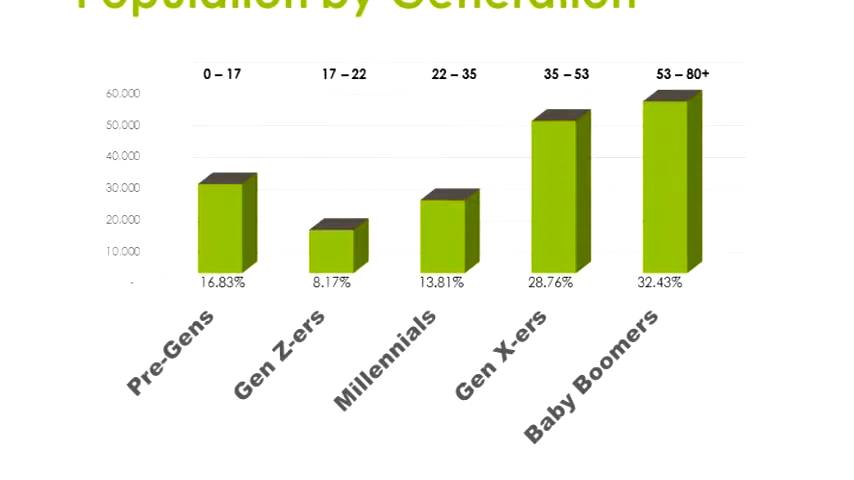 Population by Generation
0 – 17 17 – 22 22 – 35 35 – 53 53 – 80+
60.000
50.000
40.000
30.000
20.000
10.000
-
16.83% 8.17% 13.81% 28.76% 32.43%
Pre-Gens
Gen Z-ers
Millennials
Gen X-ers
Baby Boomers